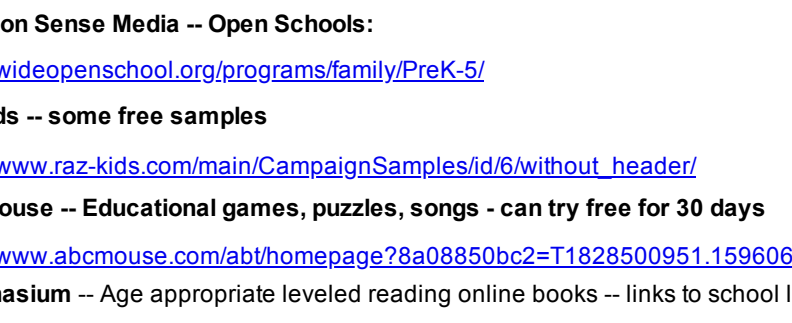 on Sense Media -- Open Schools:
wideopenschool.org/programs/family/PreK-5/
ds -- some free samples
www.raz-kids.com/main/CampaignSamples/id/6/without_header/
ouse -- Educational games, puzzles, songs - can try free for 30 days
www.abcmouse.com/abt/homepage?8a08850bc2=T1828500951.159606
nasium -- Age appropriate leveled reading online books -- links to school l